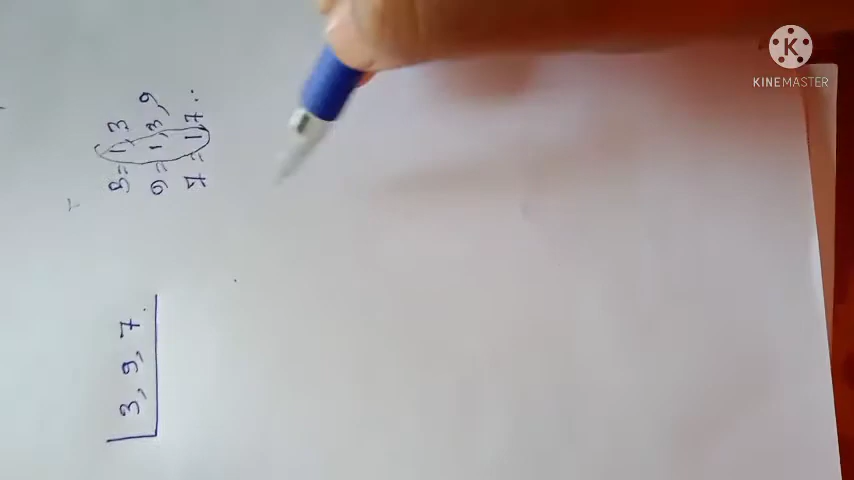 3, 9, 7.
3 = 1, 3
9 = 1, 3, 9
7 = 1, 7.
KINEMASTER